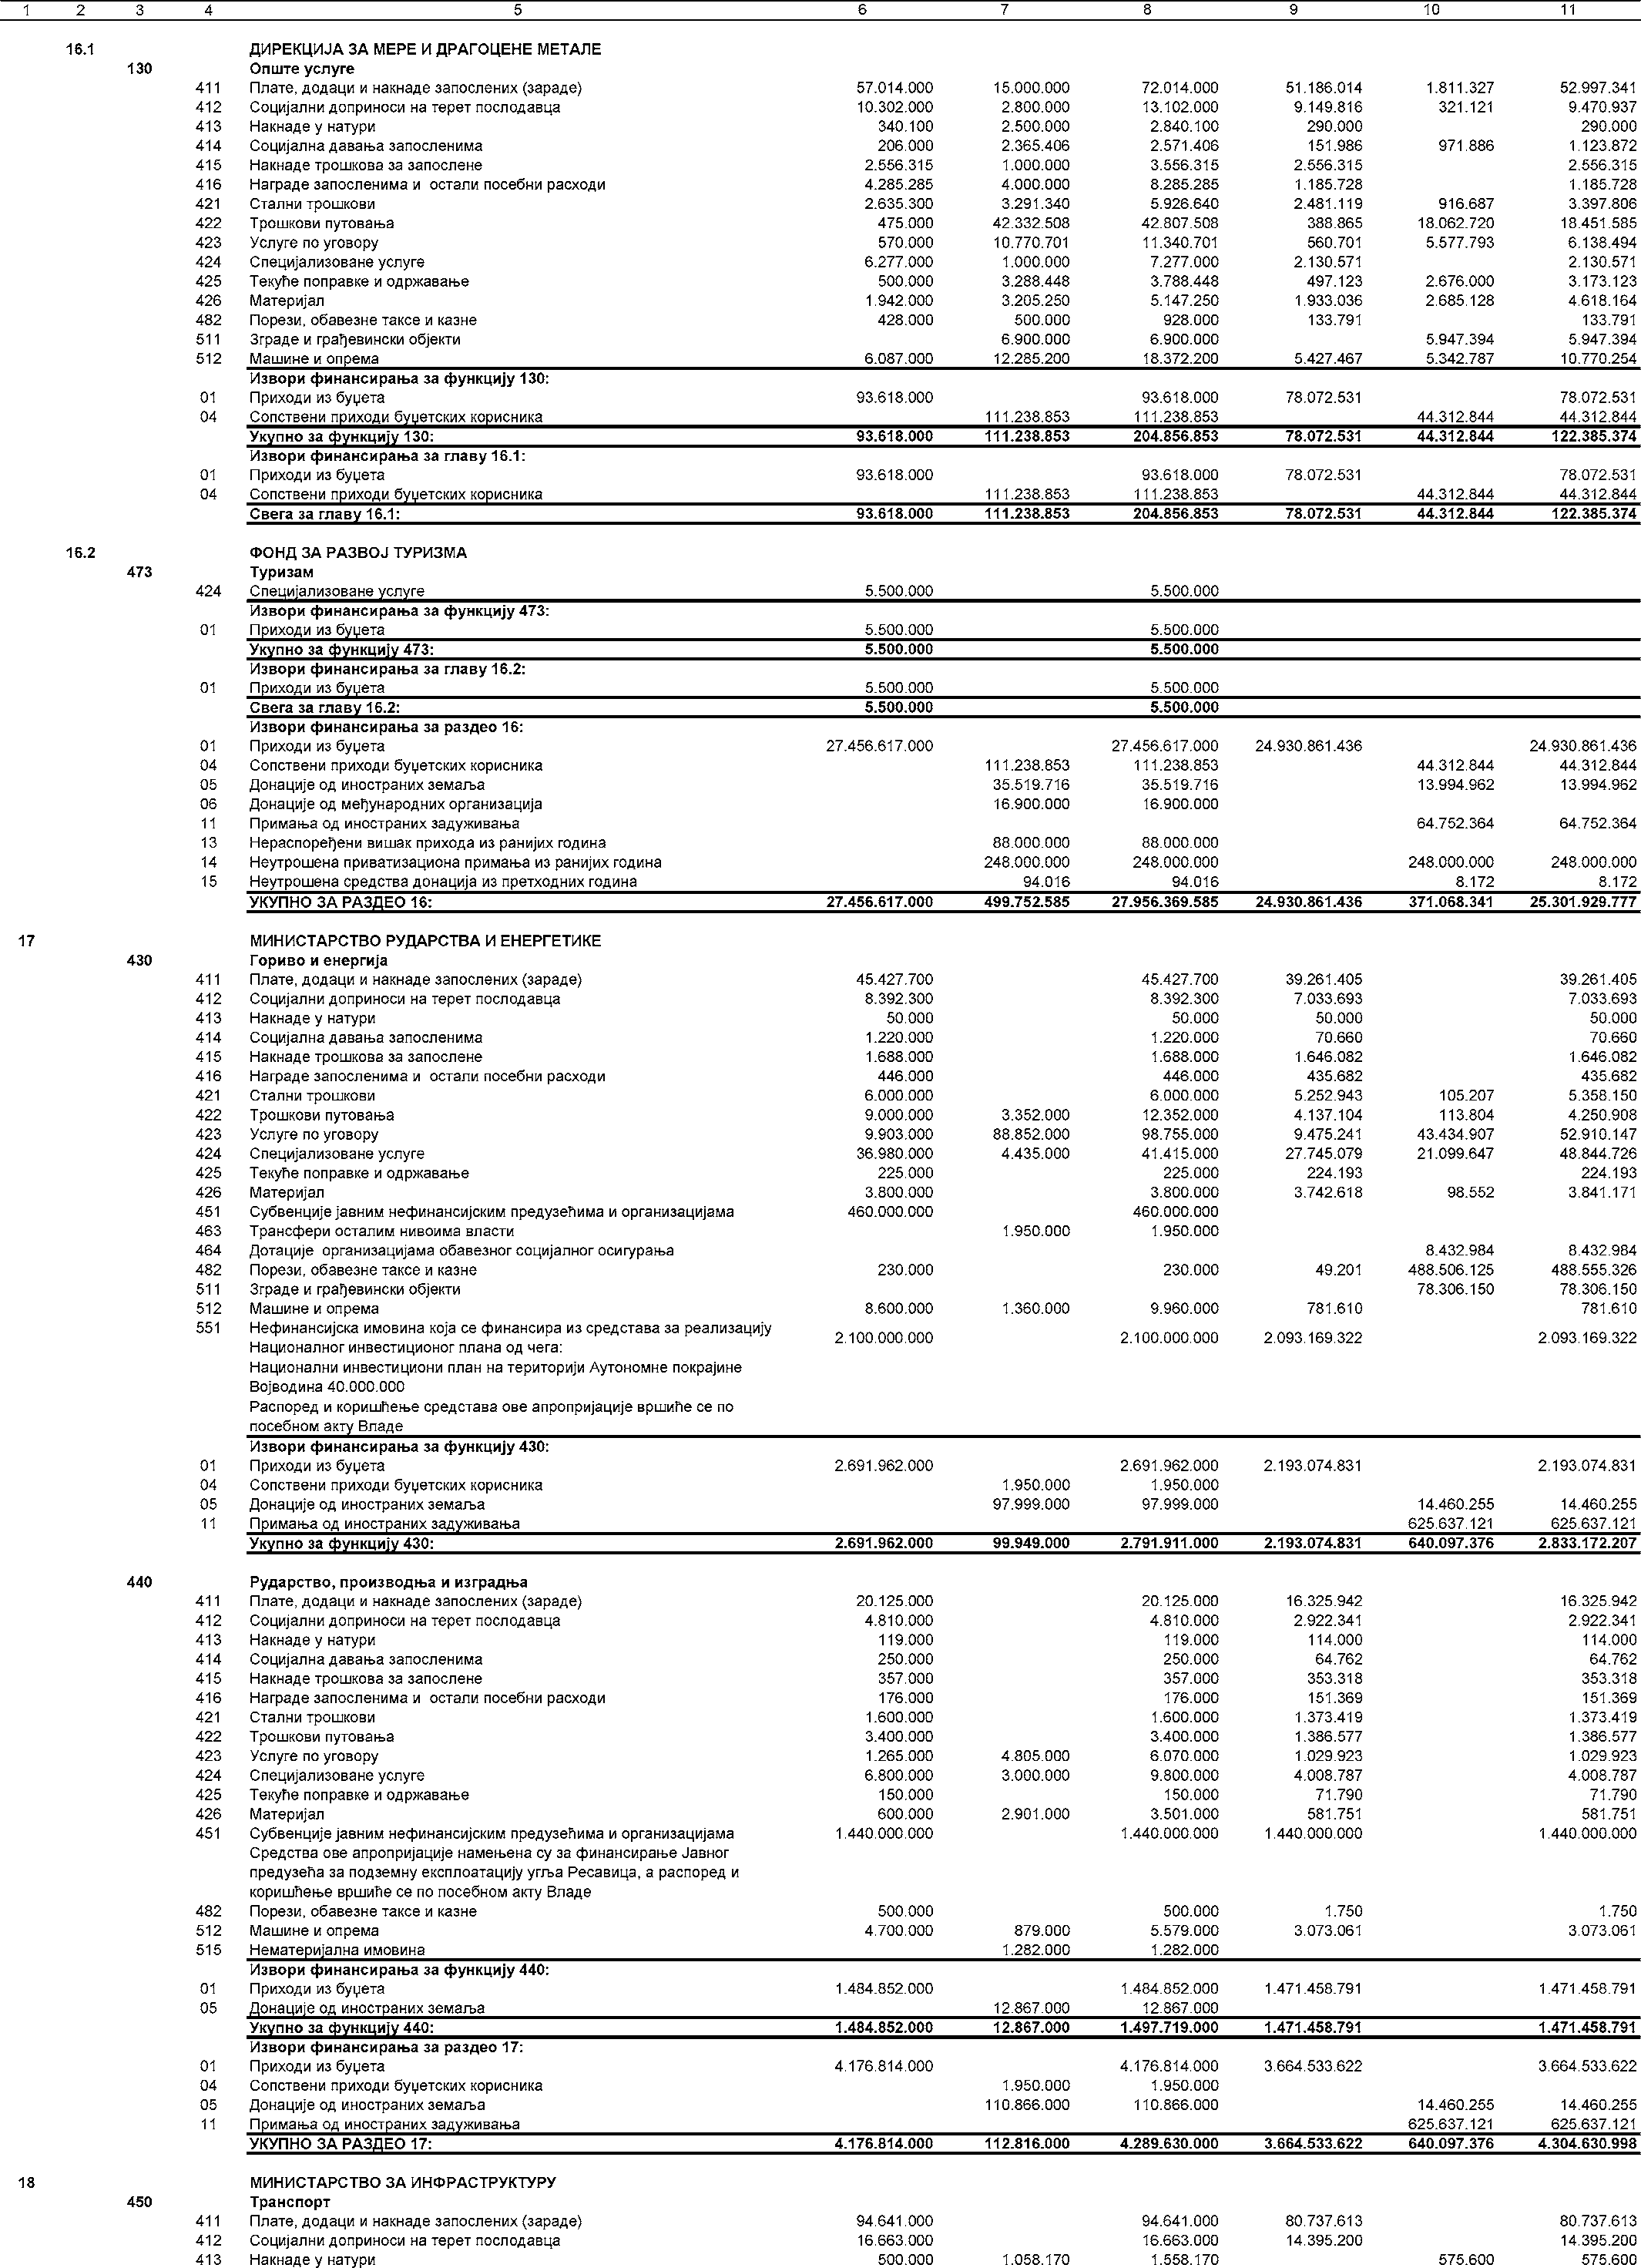 1 2 3 4 5 6 7 8 9 10 11
16.1 ДИРЕКЦИЈА ЗА МЕРЕ И ДРАГОЦЕНЕ МЕТАЛЕ
130 Опште услуге
411 Плате, додаци и накнаде запослених (зараде) 57.014.000 15.000.000 72.014.000 51.186.014 1.811.327 52.997.341
412 Социјални доприноси на терет послодавца 10.302.000 2.800.000 13.102.000 9.149.816 321.121 9.470.937
413 Накнаде у натури 340.100 2.500.000 2.840.100 290.000 290.000
414 Социјална давања запосленима 206.000 2.365.406 2.571.406 151.986 971.886 1.123.872
415 Накнаде трошкова за запослене 2.556.315 1.000.000 3.556.315 2.556.315 2.556.315
416 Награде запосленима и остали посебни расходи 4.285.285 4.000.000 8.285.285 1.185.728 1.185.728
421 Стални трошкови 2.635.300 3.291.340 5.926.640 2.481.119 916.687 3.397.806
422 Трошкови путовања 475.000 42.332.508 42.807.508 388.865 18.062.720 18.451.585
423 Услуге по уговору 570.000 10.770.701 11.340.701 560.701 5.577.793 6.138.494
424 Специјализоване услуге 6.277.000 1.000.000 7.277.000 2.130.571 2.130.571
425 Текуће поправке и одржавање 500.000 3.288.448 3.788.448 497.123 2.676.000 3.173.123
426 Материјал 1.942.000 3.205.250 5.147.250 1.933.036 2.685.128 4.618.164
482 Порези, обавезне таксе и казне 428.000 500.000 928.000 133.791 133.791
511 Зграде и грађевински објекти 6.900.000 6.900.000 5.947.394 5.947.394
512 Машине и опрема 6.087.000 12.285.200 18.372.200 5.427.467 5.342.787 10.770.254
Извори финансирања за функцију 130:
01 Приходи из буџета 93.618.000 93.618.000 78.072.531 78.072.531
04 Сопствени приходи буџетских корисника 111.238.853 111.238.853 44.312.844 44.312.844
Укупно за функцију 130: 93.618.000 111.238.853 204.856.853 78.072.531 44.312.844 122.385.374
Извори финансирања за главу 16.1:
01 Приходи из буџета 93.618.000 93.618.000 78.072.531 78.072.531
04 Сопствени приходи буџетских корисника 111.238.853 111.238.853 44.312.844 44.312.844
Свега за главу 16.1: 93.618.000 111.238.853 204.856.853 78.072.531 44.312.844 122.385.374
16.2 ФОНД ЗА РАЗВОЈ ТУРИЗМА
473 Туризам
424 Специјализоване услуге 5.500.000 5.500.000
Извори финансирања за функцију 473:
01 Приходи из буџета 5.500.000 5.500.000
Укупно за функцију 473: 5.500.000 5.500.000
Извори финансирања за главу 16.2:
01 Приходи из буџета 5.500.000 5.500.000
Свега за главу 16.2: 5.500.000 5.500.000
Извори финансирања за раздео 16:
01 Приходи из буџета 27.456.617.000 27.456.617.000 24.930.861.436 24.930.861.436
04 Сопствени приходи буџетских корисника 111.238.853 111.238.853 44.312.844 44.312.844
05 Донације од иностраних земаља 35.519.716 35.519.716 13.994.962 13.994.962
06 Донације од међународних организација 16.900.000 16.900.000
11 Примања од иностраних задуживања 64.752.364 64.752.364
13 Нераспоређени вишак прихода из ранијих година 88.000.000 88.000.000
14 Неутрошена приватизациона примања из ранијих година 248.000.000 248.000.000 248.000.000 248.000.000
15 Неутрошена средства донација из претходних година 94.016 94.016 8.172 8.172
УКУПНО ЗА РАЗДЕО 16: 27.456.617.000 499.752.585 27.956.369.585 24.930.861.436 371.068.341 25.301.929.777
17 МИНИСТАРСТВО РУДАРСТВА И ЕНЕРГЕТИКЕ
430 Гориво и енергија
411 Плате, додаци и накнаде запослених (зараде) 45.427.700 45.427.700 39.261.405 39.261.405
412 Социјални доприноси на терет послодавца 8.392.300 8.392.300 7.033.693 7.033.693
413 Накнаде у натури 50.000 50.000 50.000 50.000
414 Социјална давања запосленима 1.220.000 1.220.000 70.660 70.660
415 Накнаде трошкова за запослене 1.688.000 1.688.000 1.646.082 1.646.082
416 Награде запосленима и остали посебни расходи 446.000 446.000 435.682 435.682
421 Стални трошкови 6.000.000 6.000.000 5.252.943 105.207 5.358.150
422 Трошкови путовања 9.000.000 3.352.000 12.352.000 4.137.104 113.804 4.250.908
423 Услуге по уговору 9.903.000 88.852.000 98.755.000 9.475.241 43.434.907 52.910.147
424 Специјализоване услуге 36.980.000 4.435.000 41.415.000 27.745.079 21.099.647 48.844.726
425 Текуће поправке и одржавање 225.000 225.000 224.193 224.193
426 Материјал 3.800.000 3.800.000 3.742.618 98.552 3.841.171
451 Субвенције јавним нефинансијским предузећима и организацијама 460.000.000 460.000.000
463 Трансфери осталим нивоима власти 1.950.000 1.950.000
464 Дотације организацијама обавезног социјалног осигурања 8.432.984 8.432.984
482 Порези, обавезне таксе и казне 230.000 230.000 49.201 488.506.125 488.555.326
511 Зграде и грађевински објекти 78.306.150 78.306.150
512 Машине и опрема 8.600.000 1.360.000 9.960.000 781.610 781.610
551 Нефинансијска имовина која се финансира из средстава за реализацију
Националног инвестиционог плана од чега: 2.100.000.000 2.100.000.000 2.093.169.322 2.093.169.322
Национални инвестициони план на територији Аутономне покрајине
Војводина 40.000.000
Распоред и коришћење средстава ове апропријације вршиће се по
посебном акту Владе
Извори финансирања за функцију 430:
01 Приходи из буџета 2.691.962.000 2.691.962.000 2.193.074.831 2.193.074.831
04 Сопствени приходи буџетских корисника 1.950.000 1.950.000
05 Донације од иностраних земаља 97.999.000 97.999.000 14.460.255 14.460.255
11 Примања од иностраних задуживања 625.637.121 625.637.121
Укупно за функцију 430: 2.691.962.000 99.949.000 2.791.911.000 2.193.074.831 640.097.376 2.833.172.207
440 Рударство, производња и изградња
411 Плате, додаци и накнаде запослених (зараде) 20.125.000 20.125.000 16.325.942 16.325.942
412 Социјални доприноси на терет послодавца 4.810.000 4.810.000 2.922.341 2.922.341
413 Накнаде у натури 119.000 119.000 114.000 114.000
414 Социјална давања запосленима 250.000 250.000 64.762 64.762
415 Накнаде трошкова за запослене 357.000 357.000 353.318 353.318
416 Награде запосленима и остали посебни расходи 176.000 176.000 151.369 151.369
421 Стални трошкови 1.600.000 1.600.000 1.373.419 1.373.419
422 Трошкови путовања 3.400.000 3.400.000 1.386.577 1.386.577
423 Услуге по уговору 1.265.000 4.805.000 6.070.000 1.029.923 1.029.923
424 Специјализоване услуге 6.800.000 3.000.000 9.800.000 4.008.787 4.008.787
425 Текуће поправке и одржавање 150.000 150.000 71.790 71.790
426 Материјал 600.000 2.901.000 3.501.000 581.751 581.751
451 Субвенције јавним нефинансијским предузећима и организацијама 1.440.000.000 1.440.000.000 1.440.000.000 1.440.000.000
Средства ове апропријације намењена су за финансирање Јавног
предузећа за подземну експлоатацију угља Ресавица, а распоред и
коришћење вршиће се по посебном акту Владе
482 Порези, обавезне таксе и казне 500.000 500.000 1.750 1.750
512 Машине и опрема 4.700.000 879.000 5.579.000 3.073.061 3.073.061
515 Нематеријална имовина 1.282.000 1.282.000
Извори финансирања за функцију 440:
01 Приходи из буџета 1.484.852.000 1.484.852.000 1.471.458.791 1.471.458.791
05 Донације од иностраних земаља 12.867.000 12.867.000
Укупно за функцију 440: 1.484.852.000 12.867.000 1.497.719.000 1.471.458.791 1.471.458.791
Извори финансирања за раздео 17:
01 Приходи из буџета 4.176.814.000 4.176.814.000 3.664.533.622 3.664.533.622
04 Сопствени приходи буџетских корисника 1.950.000 1.950.000
05 Донације од иностраних земаља 110.866.000 110.866.000 14.460.255 14.460.255
11 Примања од иностраних задуживања 625.637.121 625.637.121
УКУПНО ЗА РАЗДЕО 17: 4.176.814.000 112.816.000 4.289.630.000 3.664.533.622 640.097.376 4.304.630.998
18 МИНИСТАРСТВО ЗА ИНФРАСТРУКТУРУ
450 Транспорт
411 Плате, додаци и накнаде запослених (зараде) 94.641.000 94.641.000 80.737.613 80.737.613
412 Социјални доприноси на терет послодавца 16.663.000 16.663.000 14.395.200 14.395.200
413 Накнаде у натури 500.000 1.058.170 1.558.170 575.600 575.600